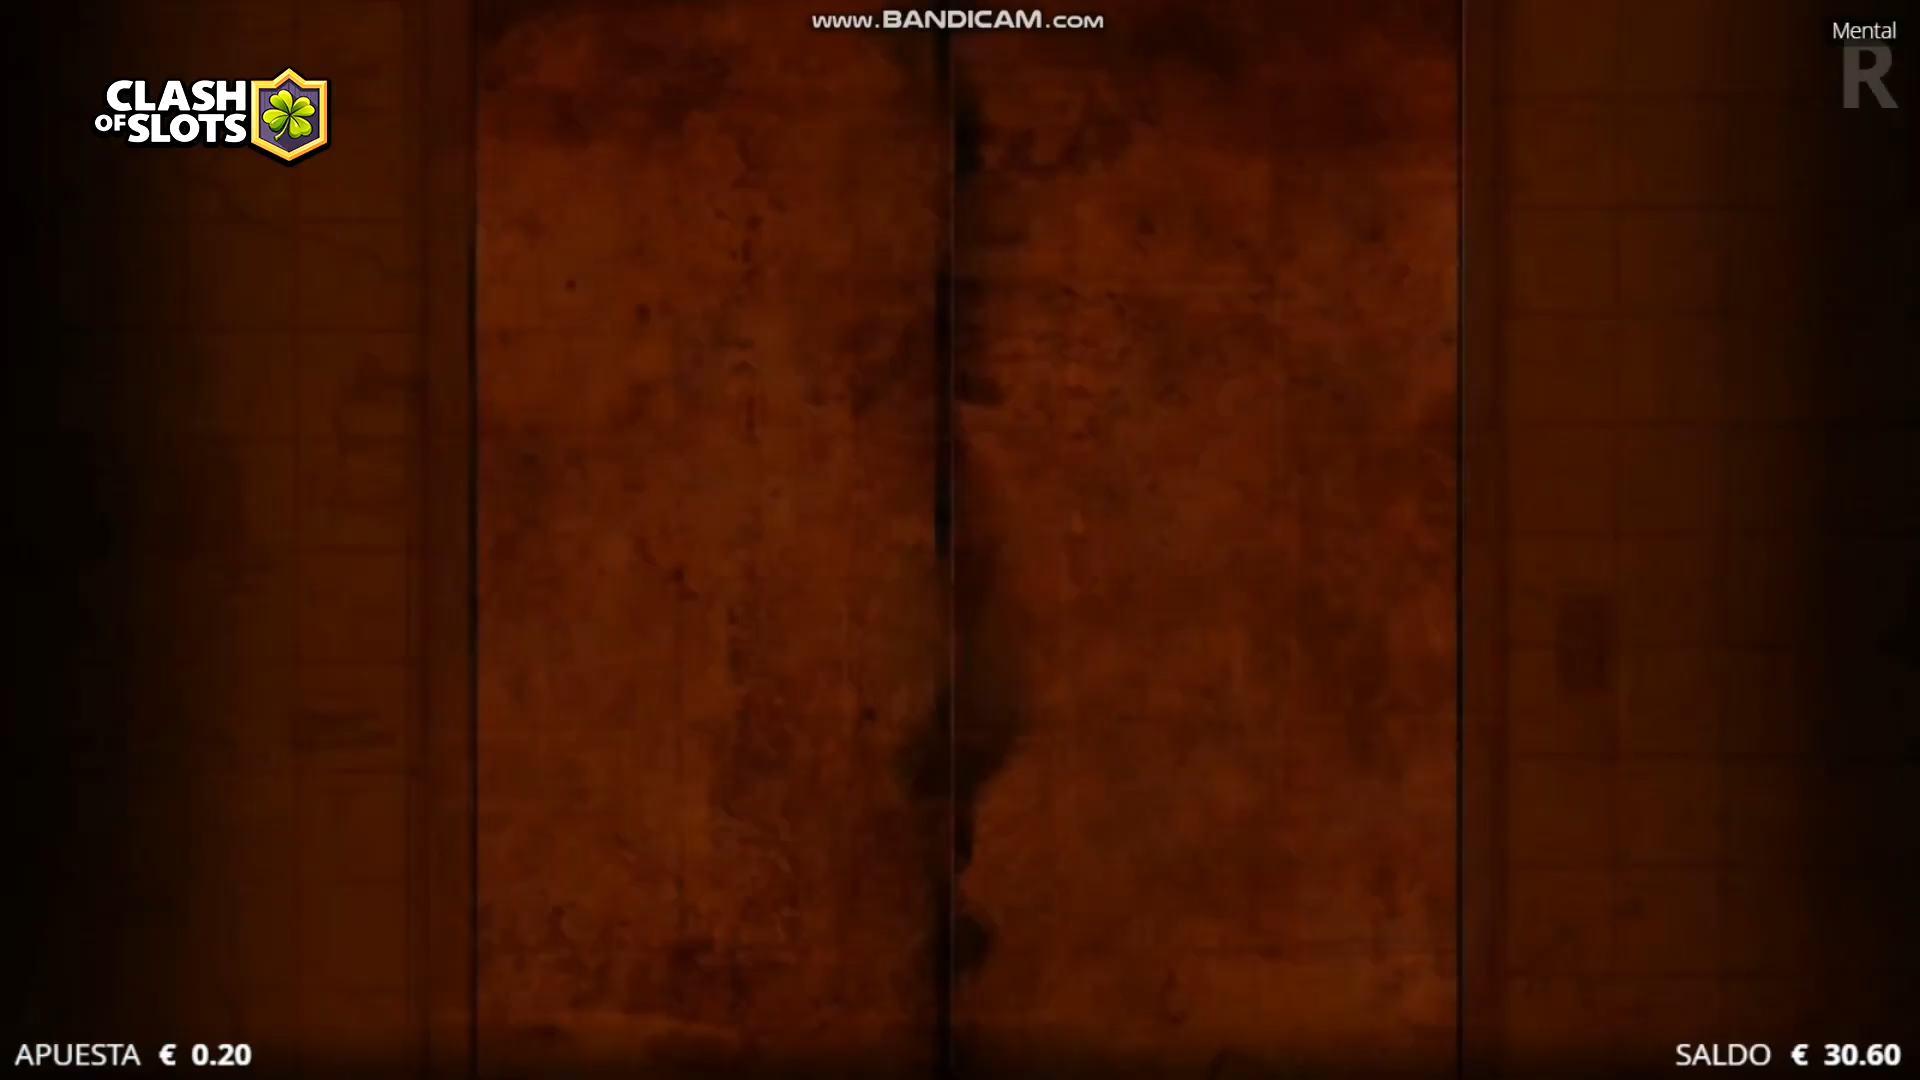 www.BANDICAM.com
Mental
R
CLASH
OF SLOTS
APUESTA € 0.20
SALDO € 30.60